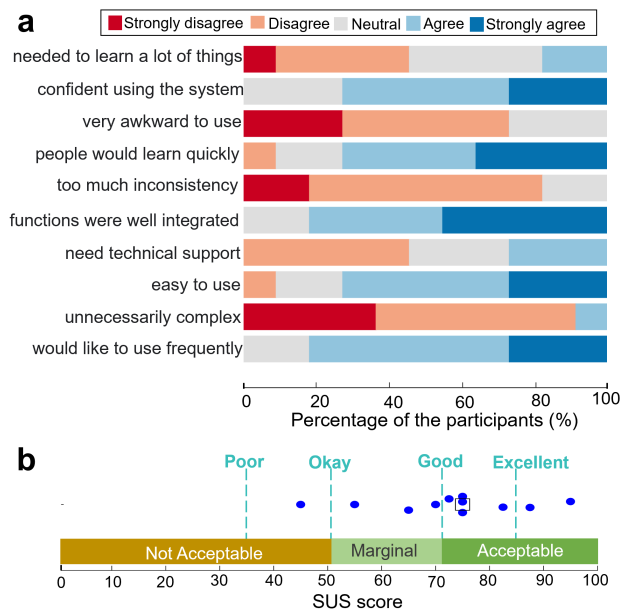 a
Strongly disagree Disagree Neutral Agree Strongly agree
needed to learn a lot of things
confident using the system
very awkward to use
people would learn quickly
too much inconsistency
functions were well integrated
need technical support
easy to use
unnecessarily complex
would like to use frequently
0 20 40 60 80 100
Percentage of the participants (%)
b
Poor Okay Good Excellent
Not Acceptable Marginal Acceptable
0 10 20 30 40 50 60 70 80 90 100
SUS score